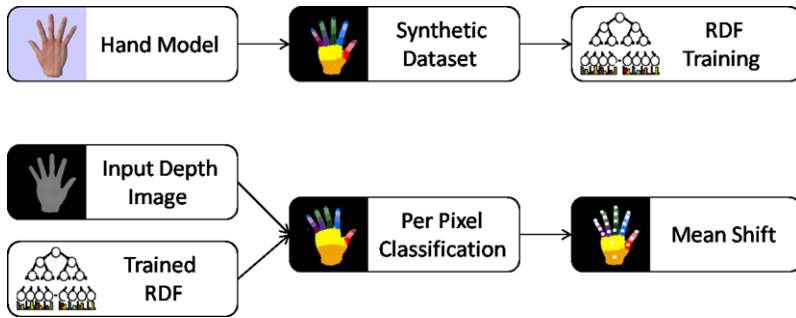 Hand Model
Synthetic
Dataset
RDF
Training
Input Depth
Image
Trained
RDF
Per Pixel
Classification
Mean Shift